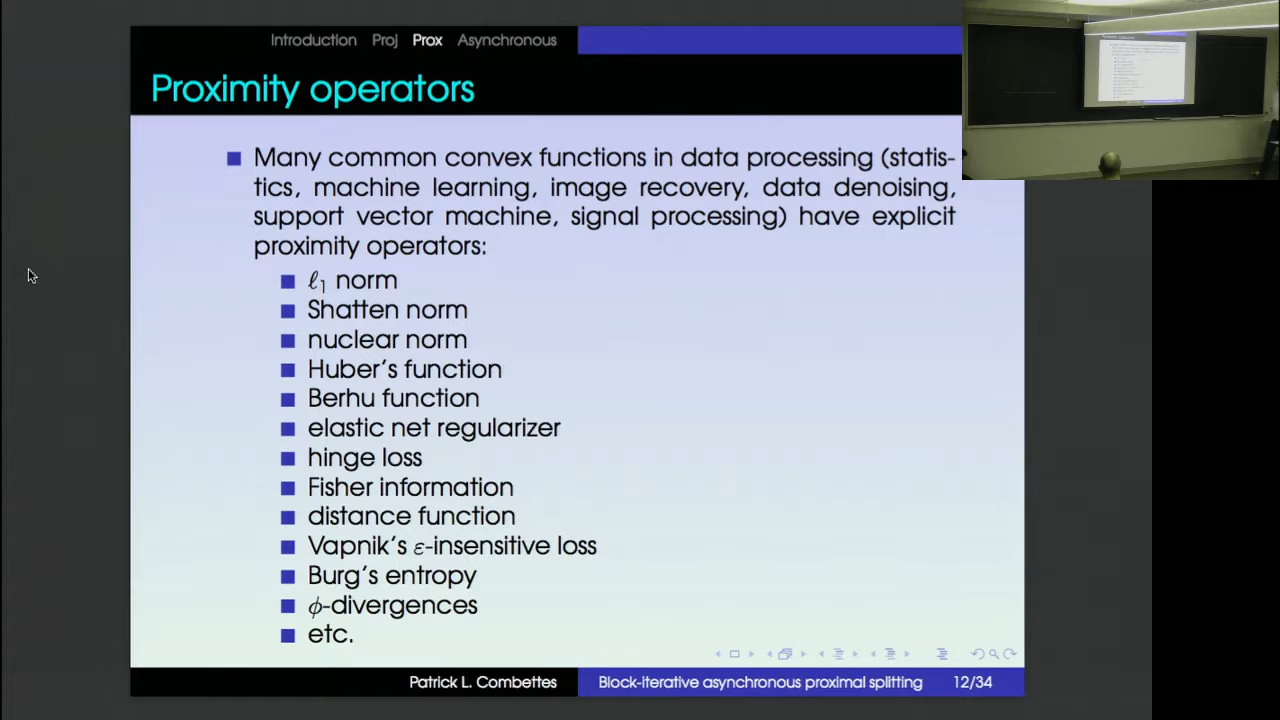 Introduction Proj Prox Asynchronous
Proximity operators
Many common convex functions in data processing (statis-
tics, machine learning, image recovery, data denoising,
support vector machine, signal processing) have explicit
proximity operators:
ℓ₁ norm
Shatten norm
nuclear norm
Huber's function
Berhu function
elastic net regularizer
hinge loss
Fisher information
distance function
Vapnik's ε-insensitive loss
Burg's entropy
ϕ-divergences
etc.
Patrick L. Combettes Block-iterative asynchronous proximal splitting 12/34